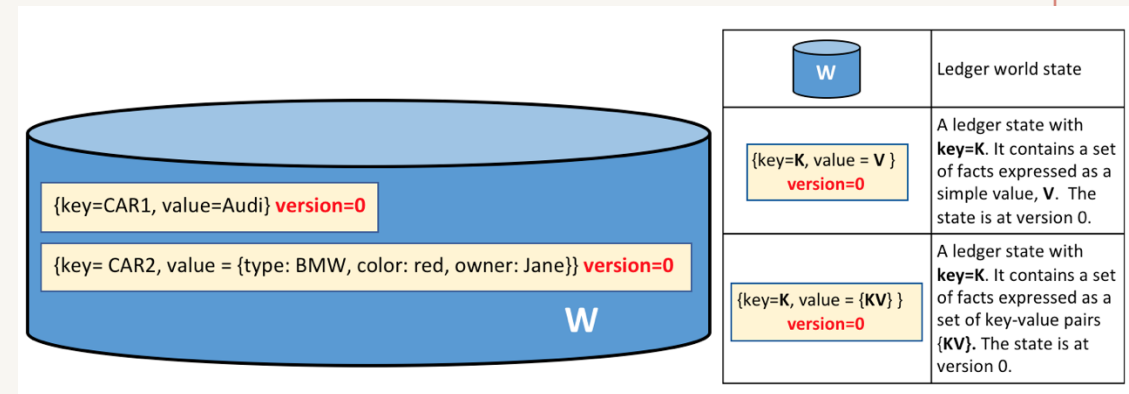 {key=CAR1, value=Audi} version=0
{key= CAR2, value = {type: BMW, color: red, owner: Jane}} version=0
W
W
Ledger world state
{key=K, value = V }
version=0
A ledger state with
key=K. It contains a set
of facts expressed as a
simple value, V. The
state is at version 0.
{key=K, value = {KV} }
version=0
A ledger state with
key=K. It contains a set
of facts expressed as a
set of key-value pairs
{KV}. The state is at
version 0.